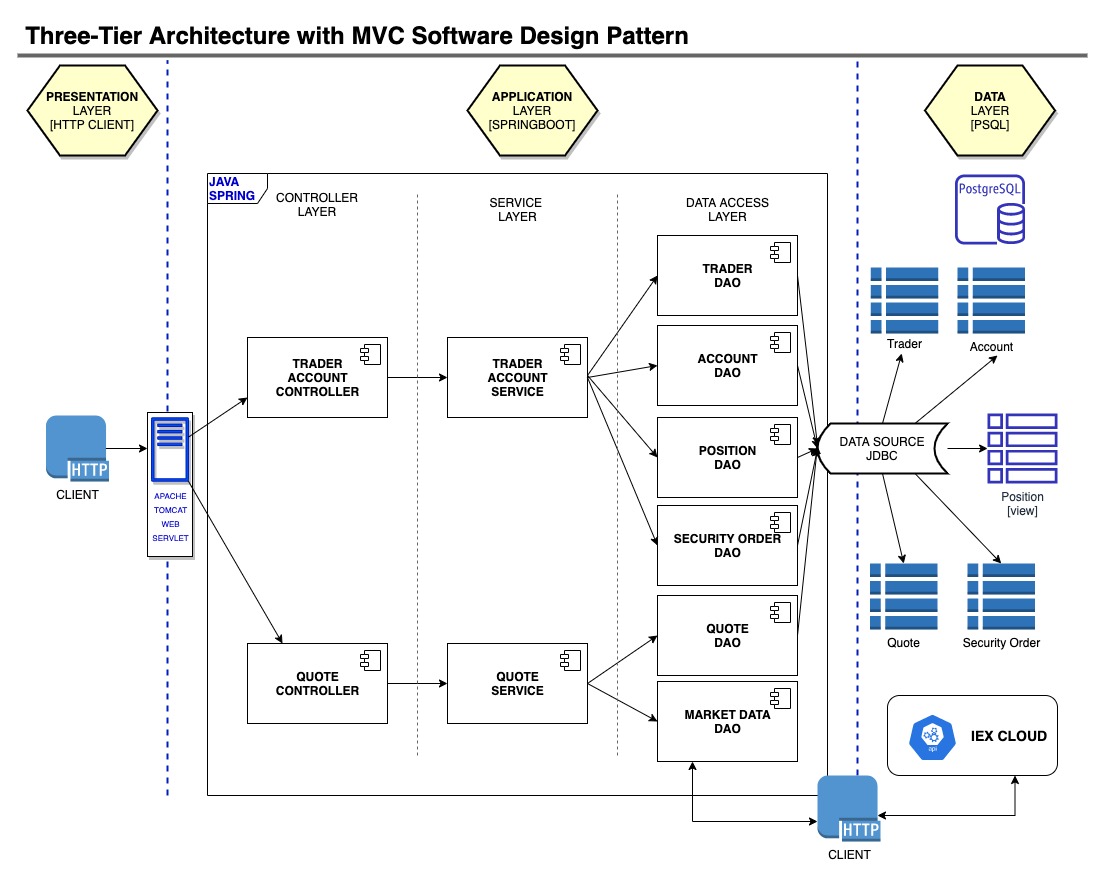 Three-Tier Architecture with MVC Software Design Pattern
PRESENTATION
LAYER
[HTTP CLIENT]
APPLICATION
LAYER
[SPRINGBOOT]
DATA
LAYER
[PSQL]
JAVA
SPRING
CONTROLLER
LAYER
SERVICE
LAYER
DATA ACCESS
LAYER
PostgreSQL
TRADER
DAO
Trader
Account
TRADER
ACCOUNT
CONTROLLER
TRADER
ACCOUNT
SERVICE
ACCOUNT
DAO
HTTP
CLIENT
APACHE
TOMCAT
WEB
SERVLET
POSITION
DAO
DATA SOURCE
JDBC
Position
[view]
SECURITY ORDER
DAO
Quote
Security Order
QUOTE
CONTROLLER
QUOTE
SERVICE
QUOTE
DAO
MARKET DATA
DAO
api
IEX CLOUD
HTTP
CLIENT